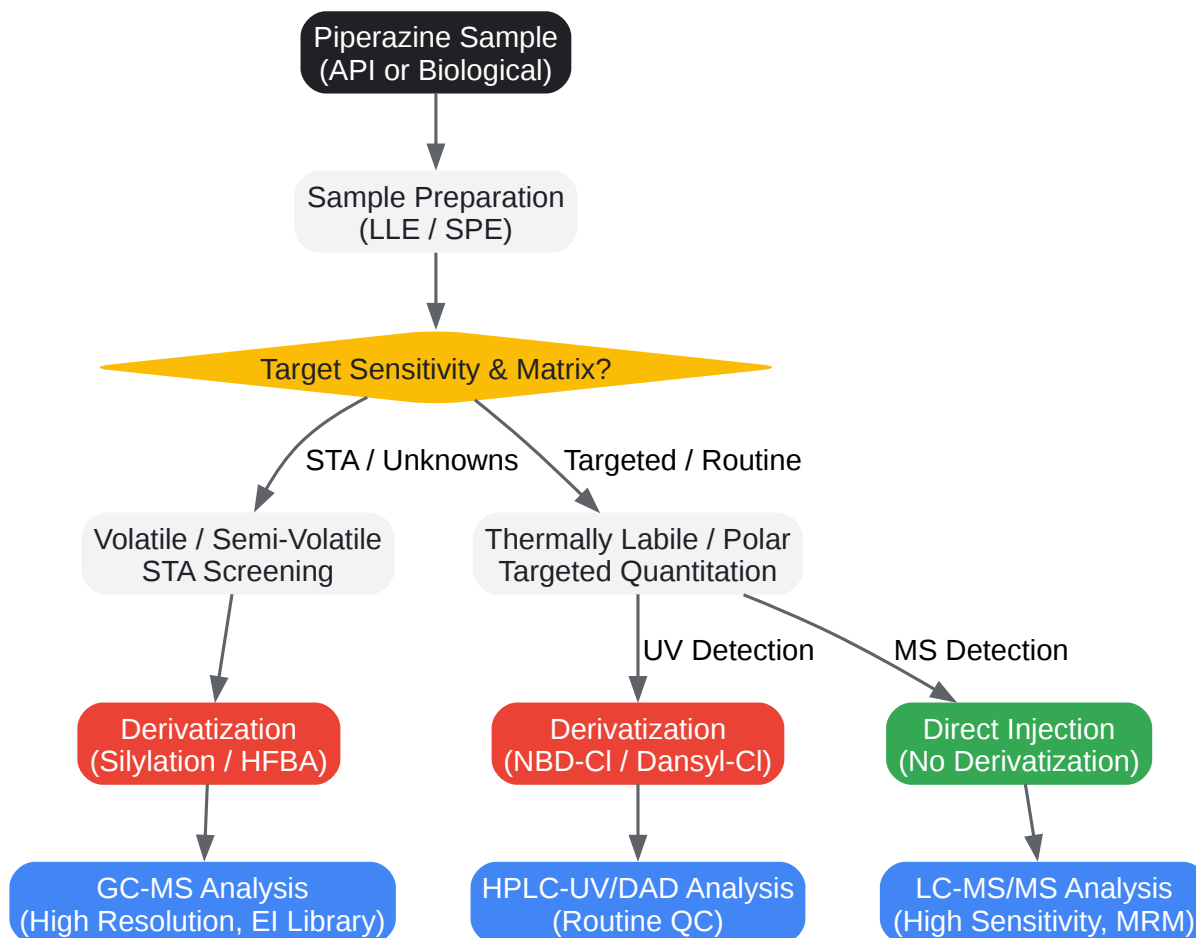 Piperazine Sample
(API or Biological)
Sample Preparation
(LLE / SPE)
Target Sensitivity & Matrix?
STA / Unknowns
Targeted / Routine
Volatile / Semi-Volatile
STA Screening
Thermally Labile / Polar
Targeted Quantitation
UV Detection
MS Detection
Derivatization
(Silylation / HFBA)
Derivatization
(NBD-Cl / Dansyl-Cl)
Direct Injection
(No Derivatization)
GC-MS Analysis
(High Resolution, EI Library)
HPLC-UV/DAD Analysis
(Routine QC)
LC-MS/MS Analysis
(High Sensitivity, MRM)